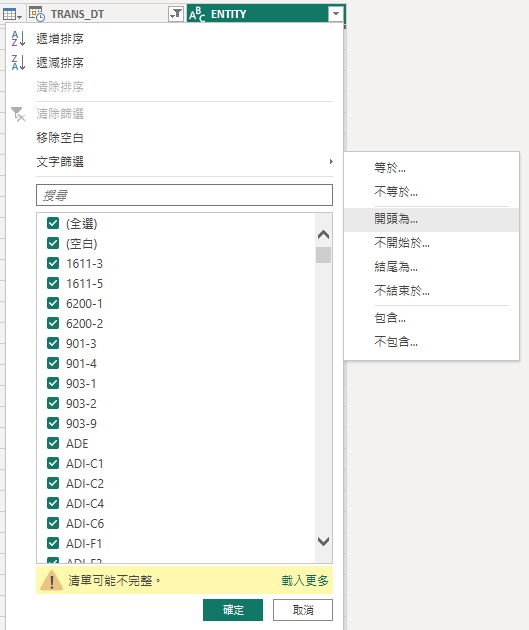 TRANS_DT
ABC ENTITY
遞增排序
遞減排序
清除排序
清除篩選
移除空白
文字篩選
搜尋
(全選)
(空白)
1611-3
1611-5
6200-1
6200-2
901-3
901-4
903-1
903-2
903-9
ADE
ADI-C1
ADI-C2
ADI-C4
ADI-C6
ADI-F1
清單可能不完整。 載入更多
確定 取消
等於...
不等於...
開頭為...
不開始於...
結尾為...
不結束於...
包含...
不包含...